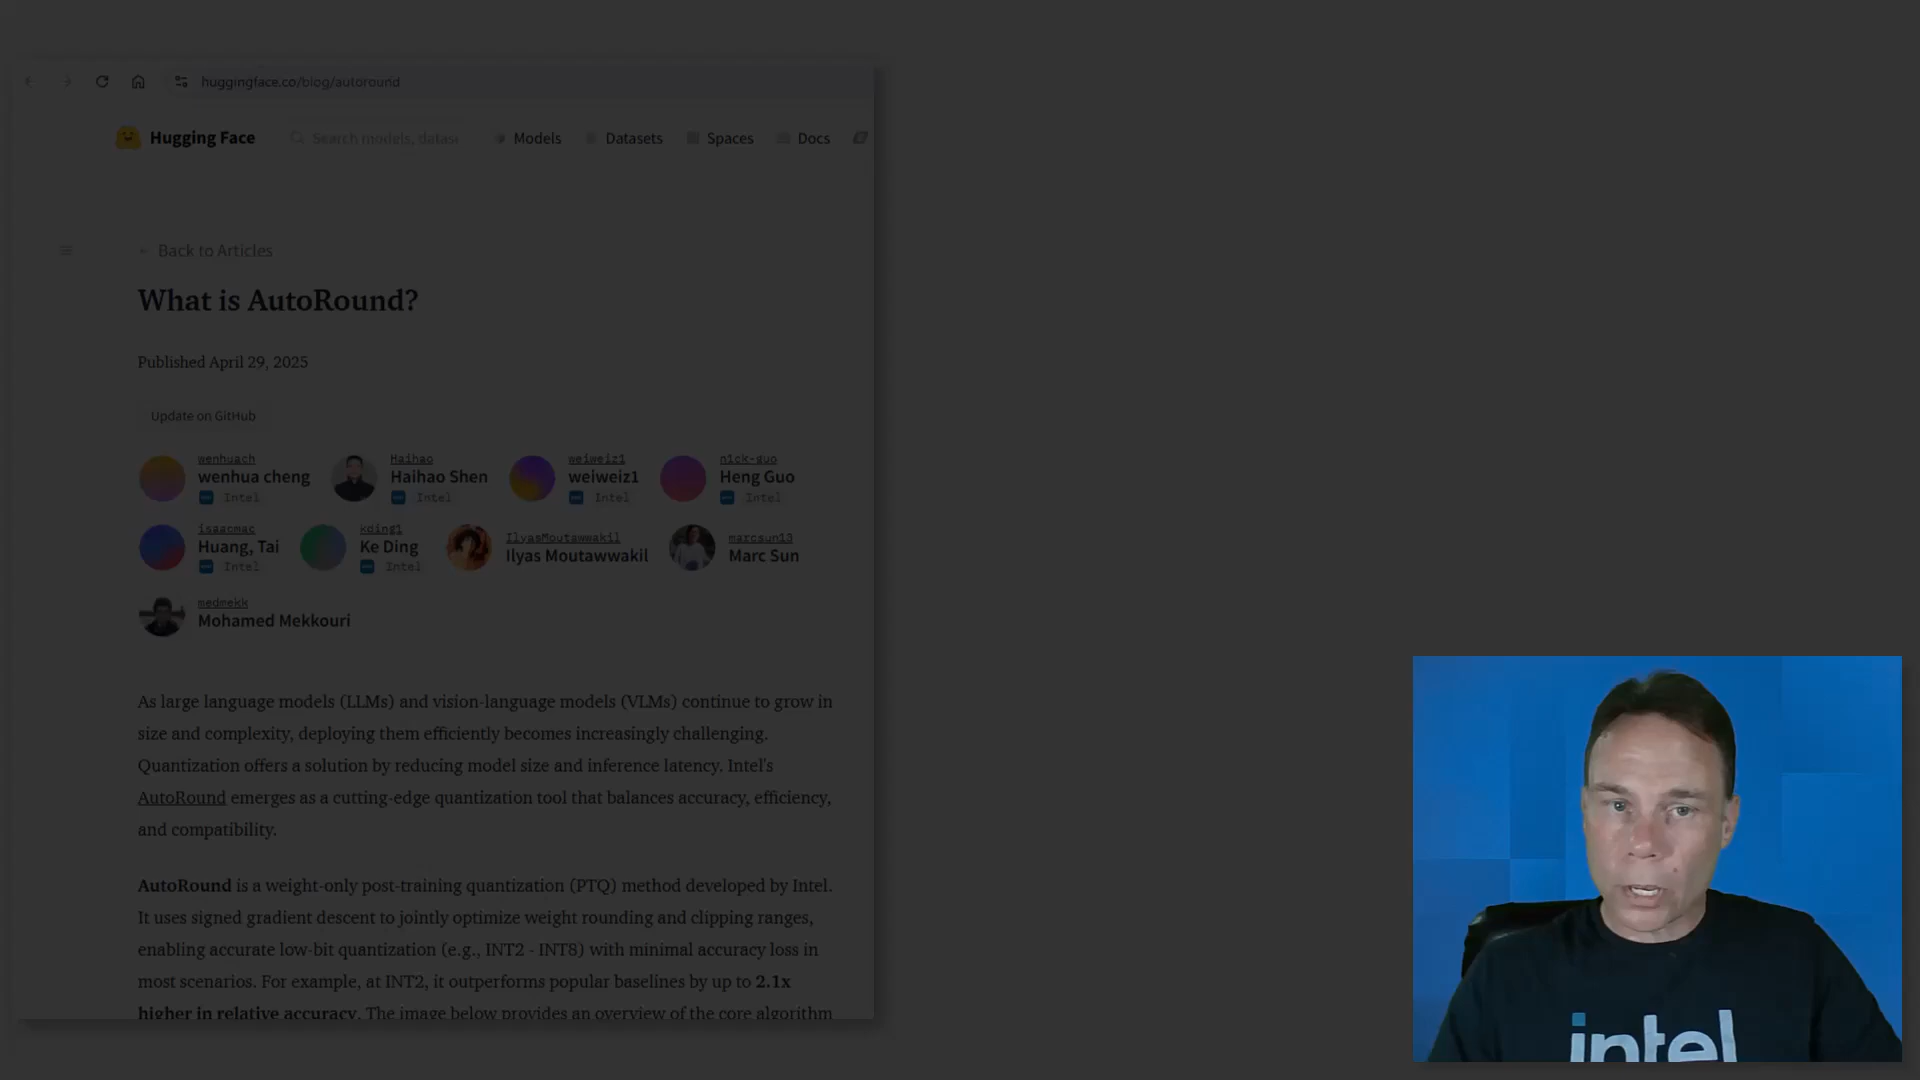 huggingface.co/blog/autoround
Hugging Face
Search models, datase
Models
Datasets
Spaces
Docs
← Back to Articles
What is AutoRound?
Published April 29, 2025
Update on GitHub
wenhuach
wenhua cheng
Intel
Haihao
Haihao Shen
Intel
weiweiz1
weiweiz1
Intel
n1ck-guo
Heng Guo
Intel
isaacmac
Huang, Tai
Intel
kding1
Ke Ding
Intel
IlyasMoutawwakil
Ilyas Moutawwakil
marcsun13
Marc Sun
medmekk
Mohamed Mekkouri
As large language models (LLMs) and vision-language models (VLMs) continue to grow in
size and complexity, deploying them efficiently becomes increasingly challenging.
Quantization offers a solution by reducing model size and inference latency. Intel's
AutoRound emerges as a cutting-edge quantization tool that balances accuracy, efficiency,
and compatibility.
AutoRound is a weight-only post-training quantization (PTQ) method developed by Intel.
It uses signed gradient descent to jointly optimize weight rounding and clipping ranges,
enabling accurate low-bit quantization (e.g., INT2 - INT8) with minimal accuracy loss in
most scenarios. For example, at INT2, it outperforms popular baselines by up to 2.1x
higher in relative accuracy. The image below provides an overview of the core algorithm
intel